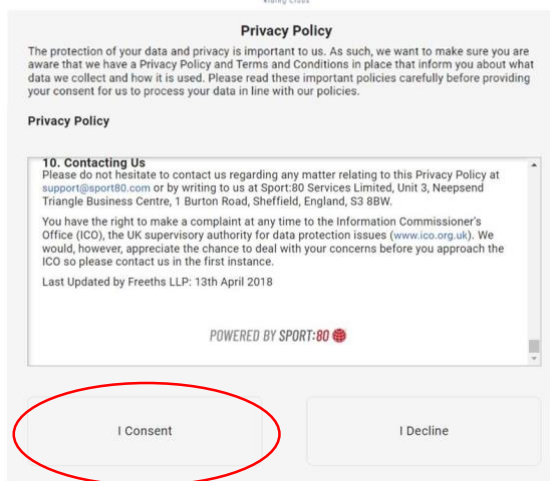 Riding Clubs
Privacy Policy
The protection of your data and privacy is important to us. As such, we want to make sure you are
aware that we have a Privacy Policy and Terms and Conditions in place that inform you about what
data we collect and how it is used. Please read these important policies carefully before providing
your consent for us to process your data in line with our policies.
Privacy Policy
10. Contacting Us
Please do not hesitate to contact us regarding any matter relating to this Privacy Policy at
support@sport80.com or by writing to us at Sport:80 Services Limited, Unit 3, Neepsend
Triangle Business Centre, 1 Burton Road, Sheffield, England, S3 8BW.
You have the right to make a complaint at any time to the Information Commissioner's
Office (ICO), the UK supervisory authority for data protection issues (www.ico.org.uk). We
would, however, appreciate the chance to deal with your concerns before you approach the
ICO so please contact us in the first instance.
Last Updated by Freeths LLP: 13th April 2018
POWERED BY SPORT:80
I Consent
I Decline